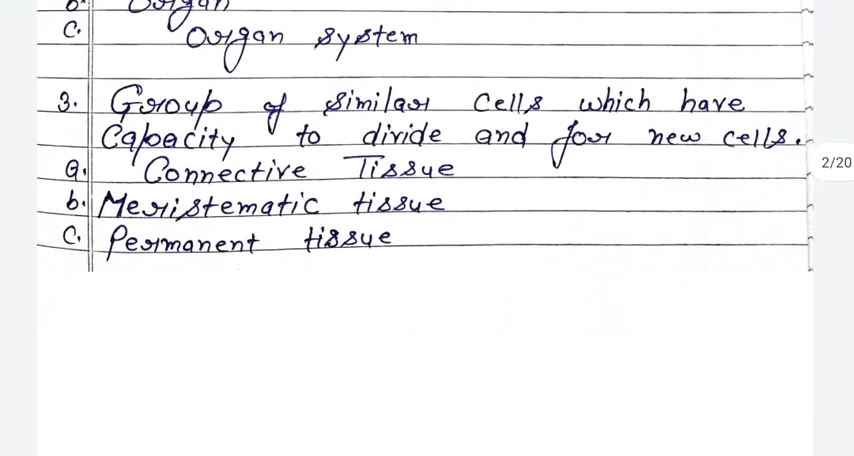 b. Organ
c. Organ system
3. Group of similar cells which have
Capacity to divide and for new cells.
a. Connective Tissue
b. Meristematic tissue
c. Permanent tissue
2/20